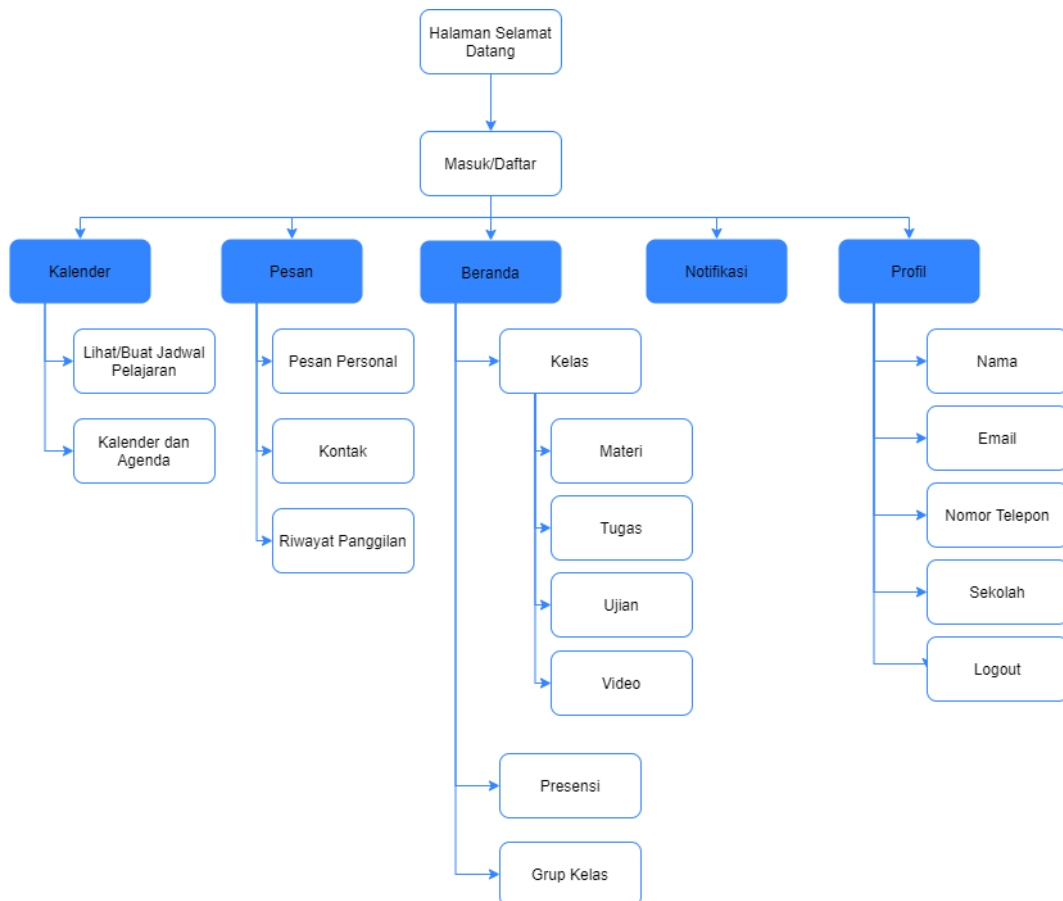 Halaman Selamat
Datang
Masuk/Daftar
Kalender
Pesan
Beranda
Notifikasi
Profil
Lihat/Buat Jadwal
Pelajaran
Kalender dan
Agenda
Pesan Personal
Kontak
Riwayat Panggilan
Kelas
Materi
Tugas
Ujian
Video
Presensi
Grup Kelas
Nama
Email
Nomor Telepon
Sekolah
Logout